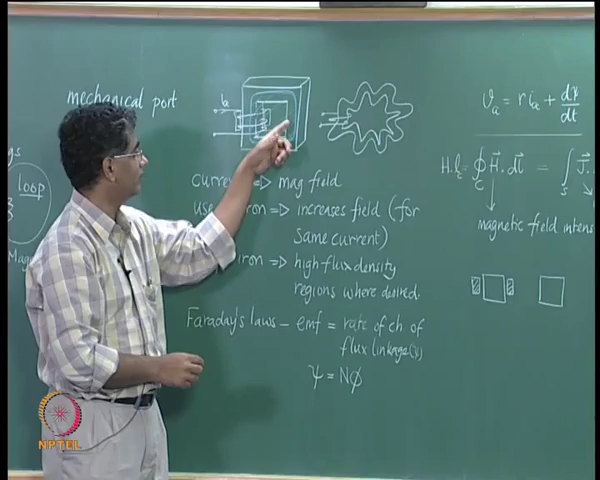 mechanical port
ia
loop
current => mag field
iron => increases field (for
same current)
iron => high flux density
regions where desired.
Faraday's laws - emf = rate of ch of
flux linkage(ψ)
ψ = Nφ
va = r ia + dψ/dt
H.lc = ∮C H⃗ . dl⃗ = ∫S J⃗.
magnetic field intens
NPTEL